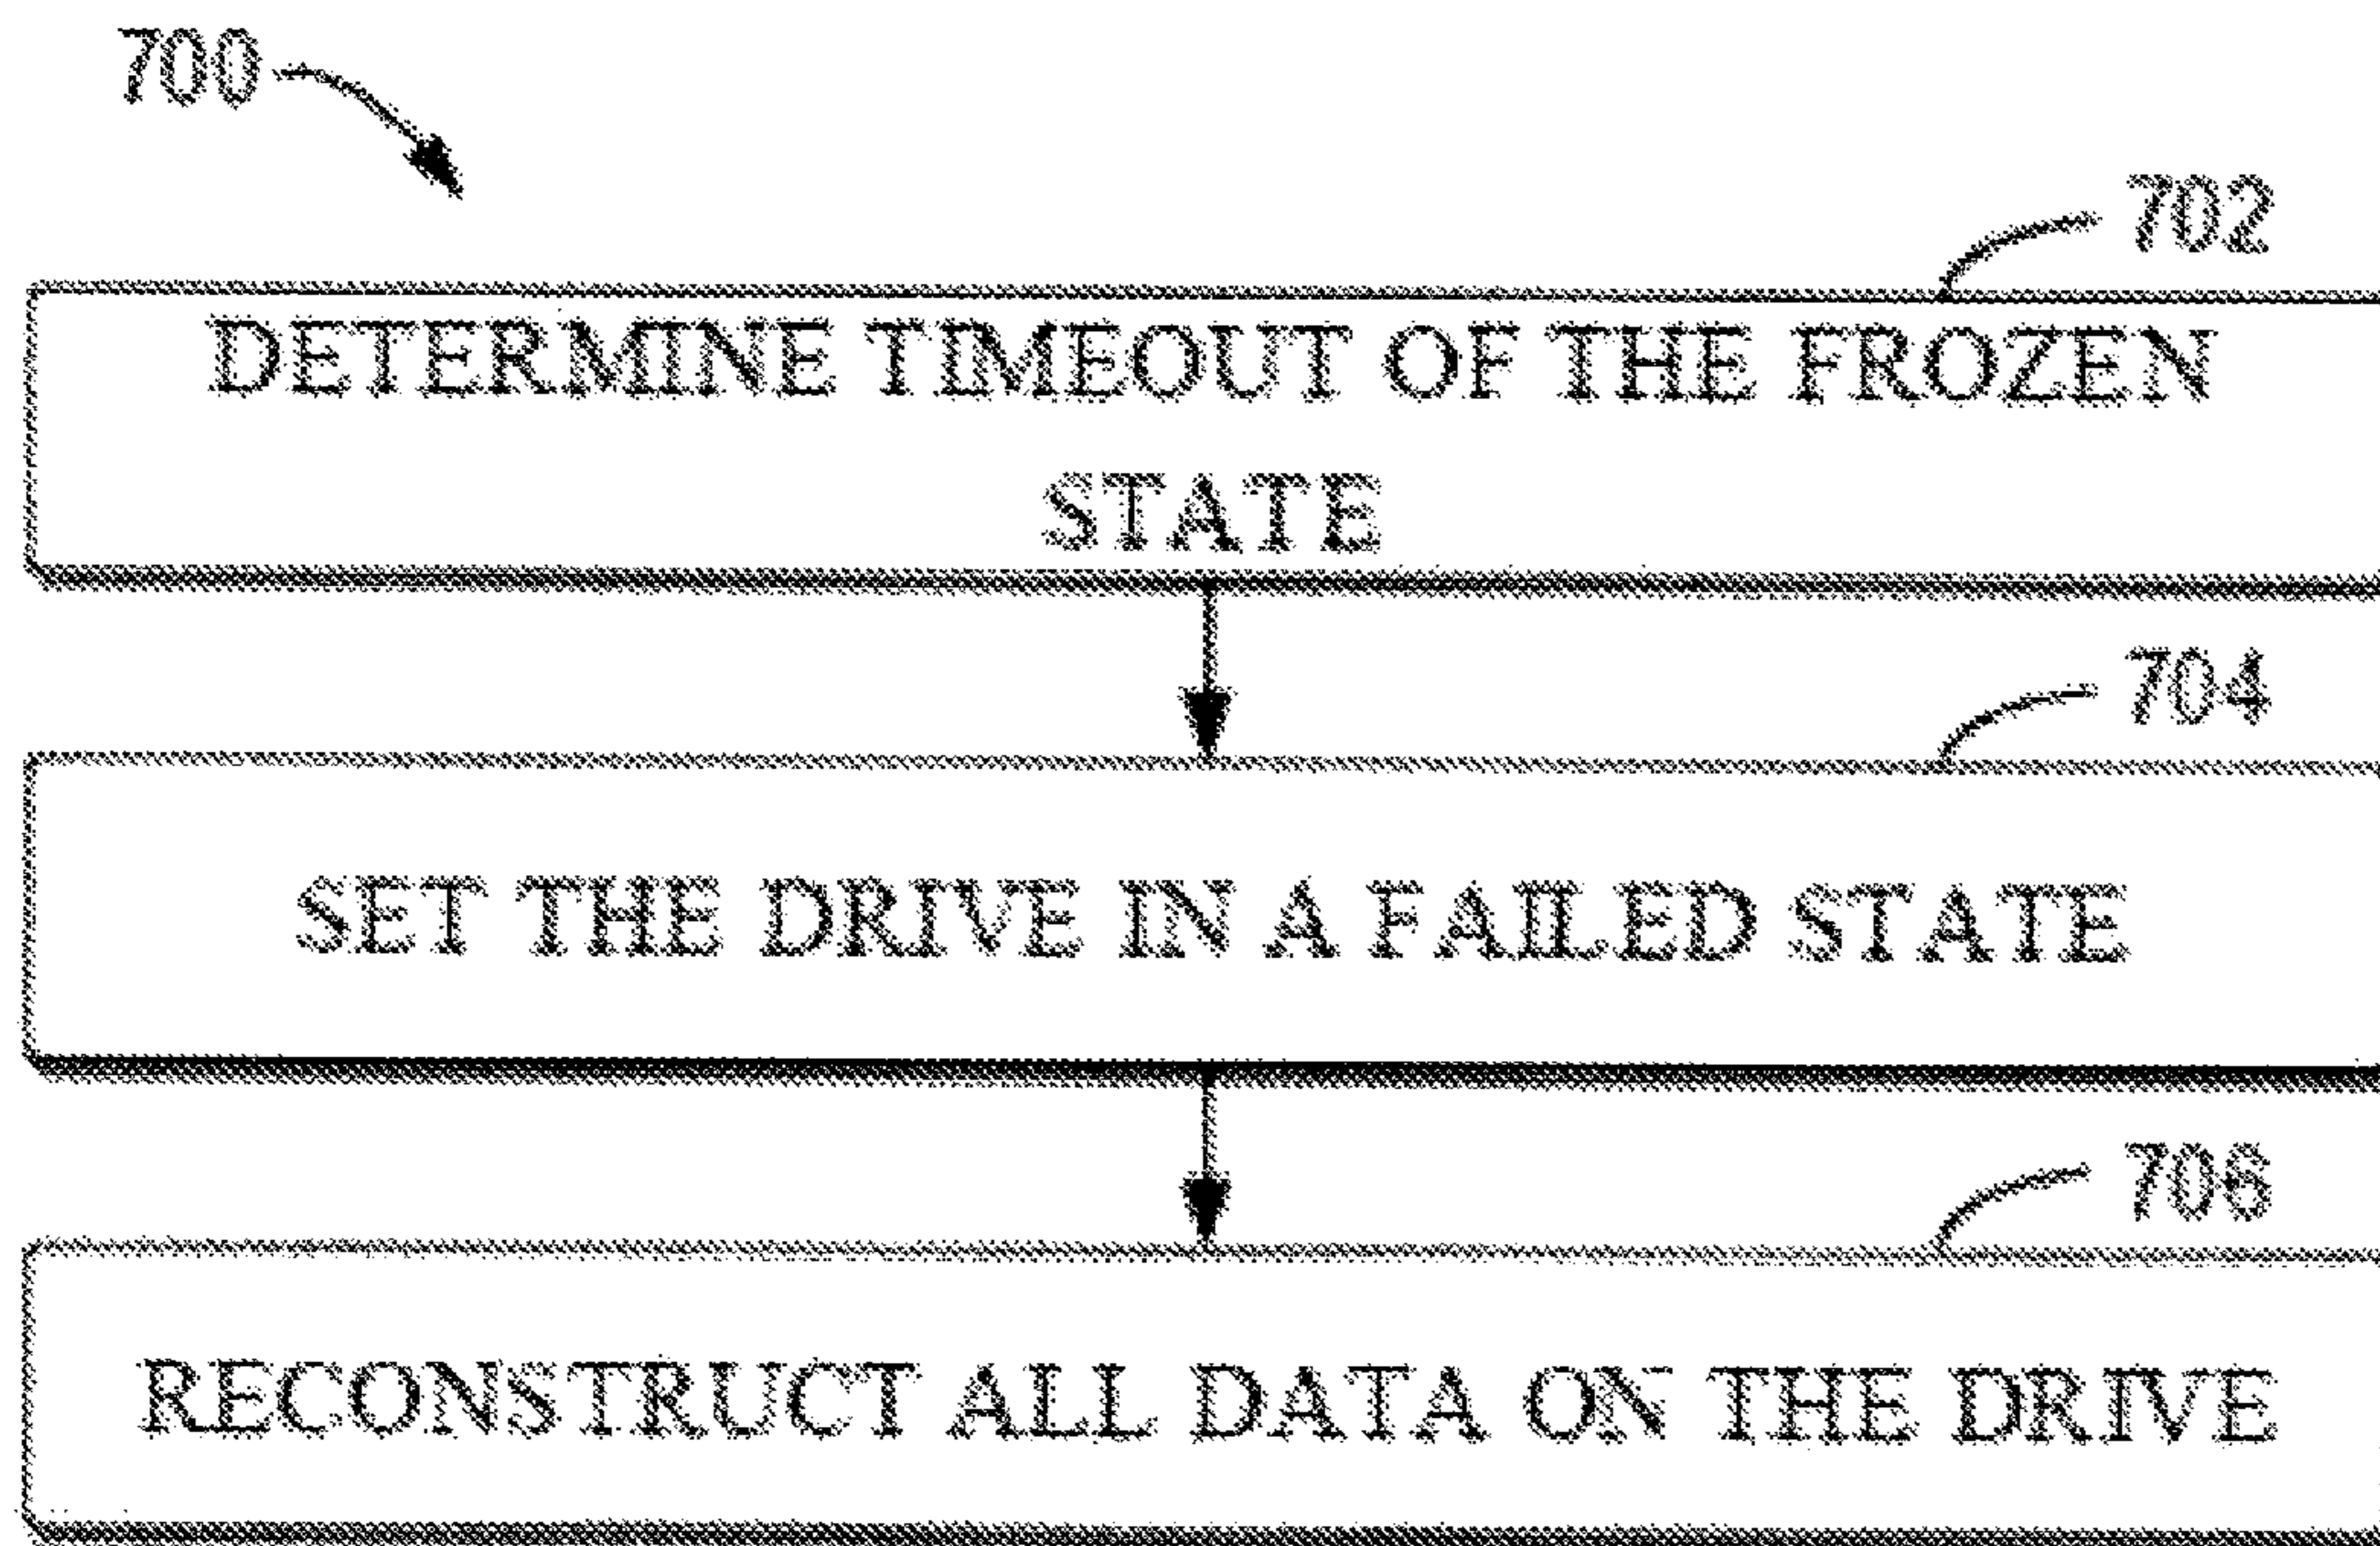 700
702
DETERMINE TIMEOUT OF THE FROZEN
STATE
704
SET THE DRIVE IN A FAILED STATE
706
RECONSTRUCT ALL DATA ON THE DRIVE